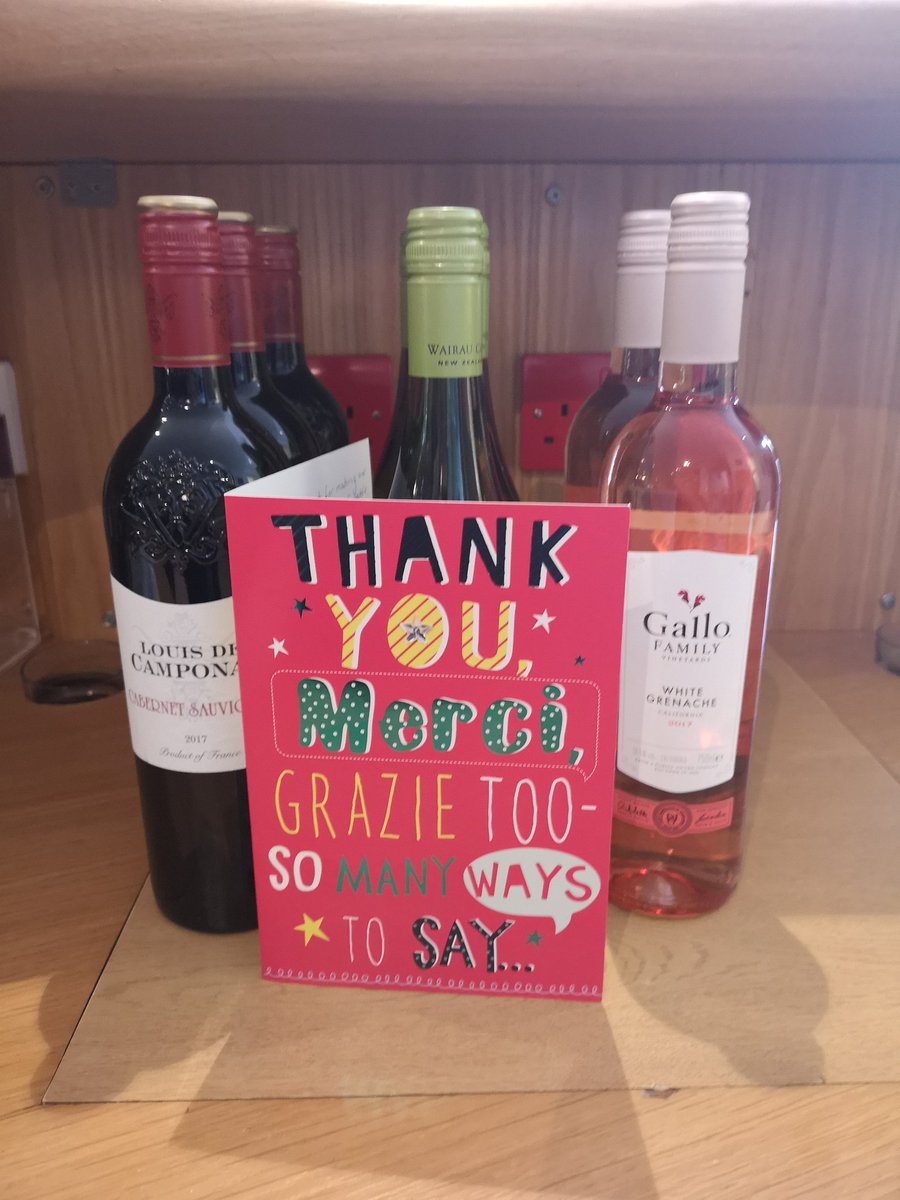 WAIRAU
NEW
LOUIS DE
CAMPONA
CABERNET SAUVIG
2017
Product of France
THANK
YOU,
Merci,
GRAZIE TOO-
SO MANY WAYS
TO SAY...
Gallo
FAMILY
VINEYARDS
WHITE
GRENACHE
CALIFORNIA
2017